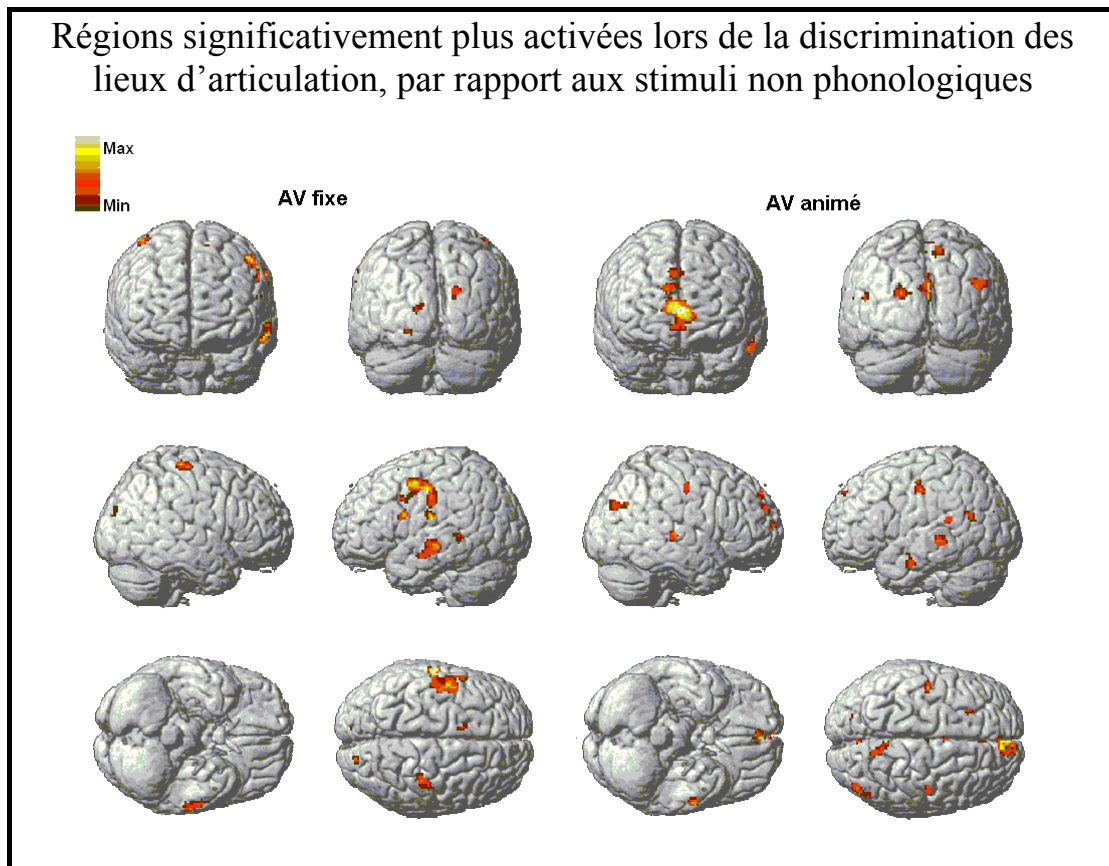 Régions significativement plus activées lors de la discrimination des
lieux d’articulation, par rapport aux stimuli non phonologiques
Max
Min
AV fixe
AV animé